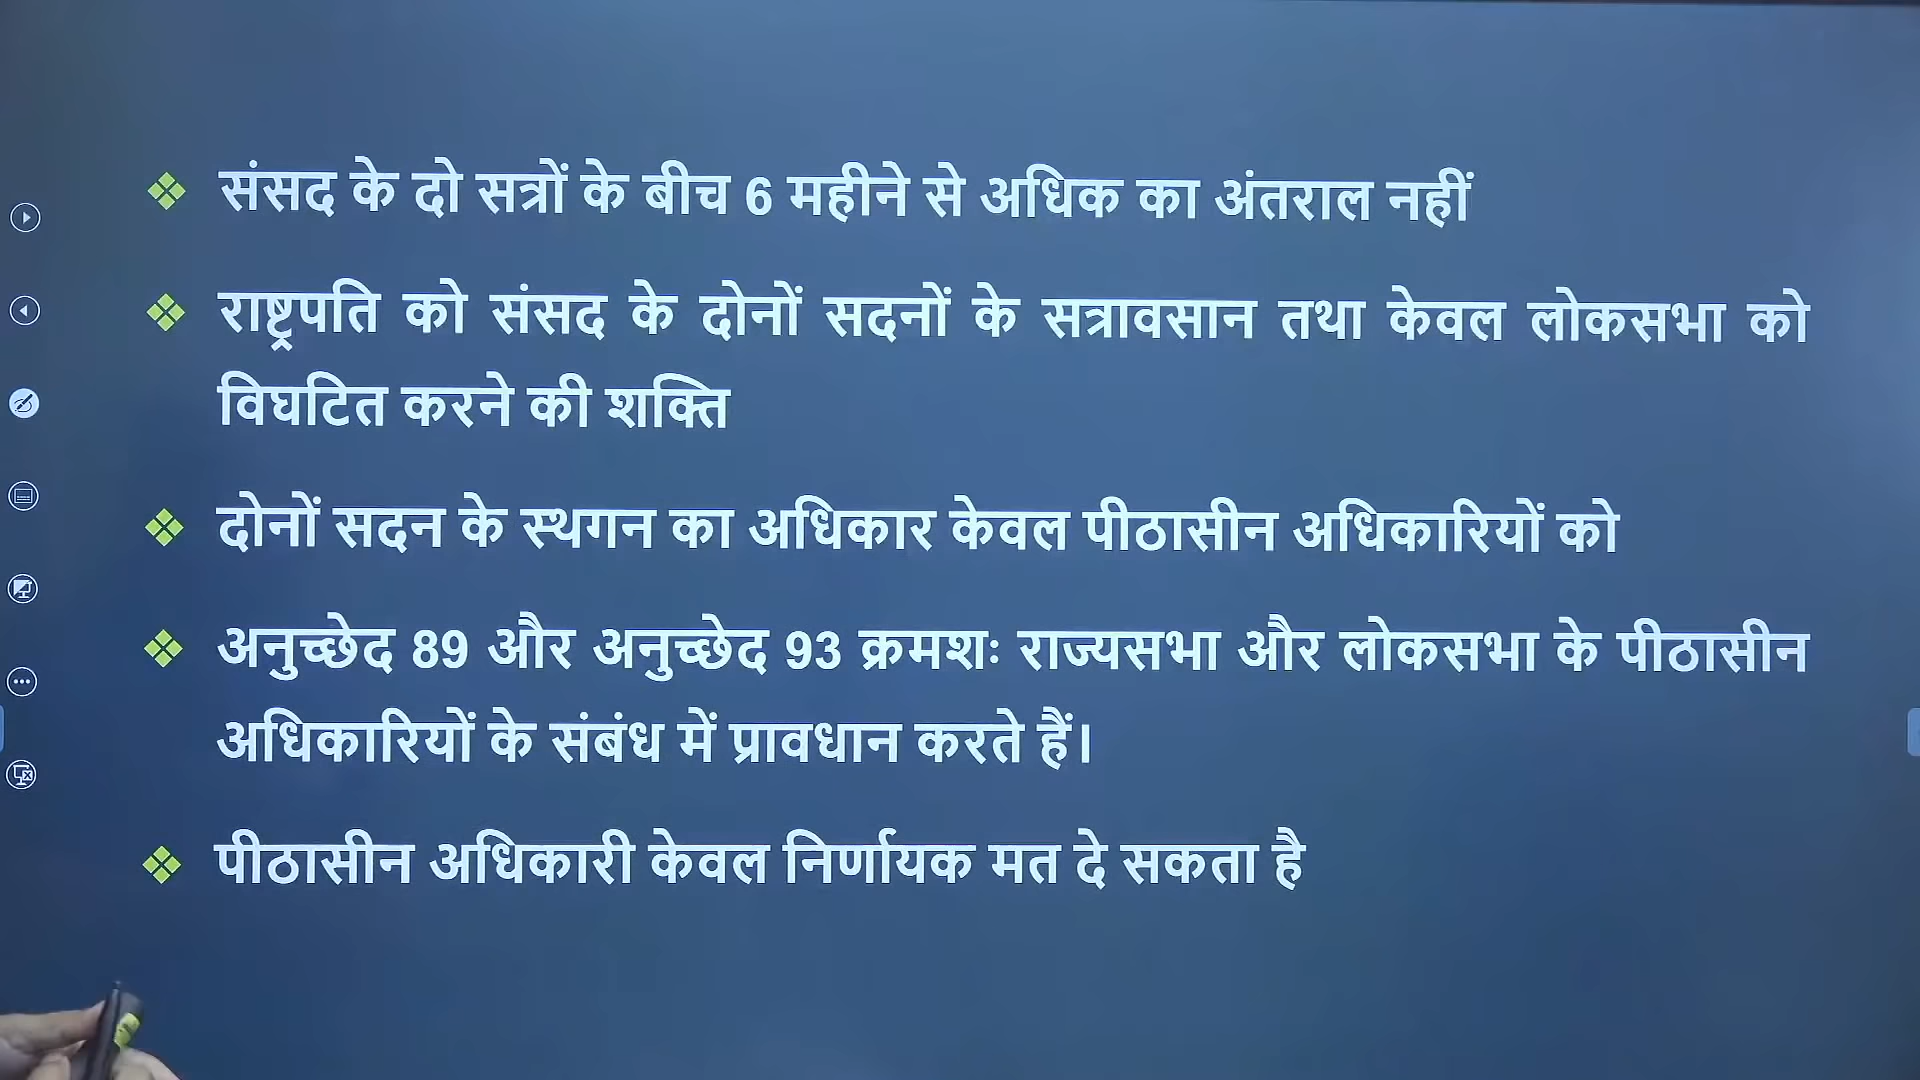 संसद के दो सत्रों के बीच 6 महीने से अधिक का अंतराल नहीं
राष्ट्रपति को संसद के दोनों सदनों के सत्रावसान तथा केवल लोकसभा को
विघटित करने की शक्ति
दोनों सदन के स्थगन का अधिकार केवल पीठासीन अधिकारियों को
अनुच्छेद 89 और अनुच्छेद 93 क्रमशः राज्यसभा और लोकसभा के पीठासीन
अधिकारियों के संबंध में प्रावधान करते हैं।
पीठासीन अधिकारी केवल निर्णायक मत दे सकता है